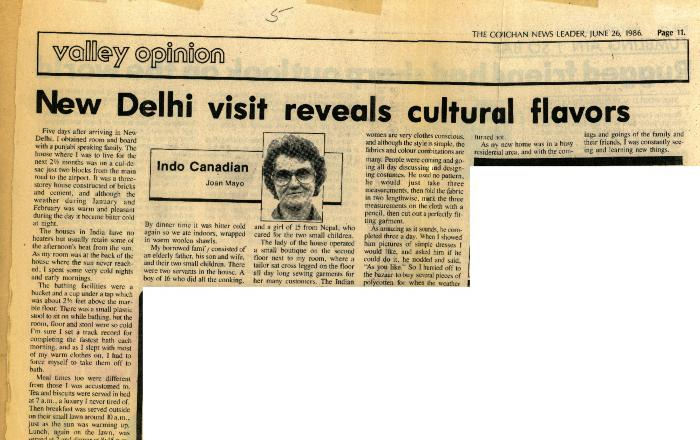 5
THE COWICHAN NEWS LEADER, JUNE 26, 1986. Page 11.
valley opinion
New Delhi visit reveals cultural flavors
Five days after arriving in New
Delhi, I obtained room and board
with a punjabi speaking family. The
house where I was to live for the
next 2½ months was on a cul-de-
sac just two blocks from the main
road to the airport. It was a three-
storey house constructed of bricks
and cement, and although the
weather during January and
February was warm and pleasant
during the day it became bitter cold
at night.
The houses in India have no
heaters but usually retain some of
the afternoon's heat from the sun.
As my room was at the back of the
house where the sun never reach-
ed, I spent some very cold nights
and early mornings.
The bathing facilities were a
bucket and a cup under a tap which
was about 2½ feet above the mar-
ble floor. There was a small plastic
stool to sit on while bathing, but the
room, floor and stool were so cold
I'm sure I set a track record for
completing the fastest bath each
morning, and as I slept with most
of my warm clothes on, I had to
force myself to take them off to
bath.
Meal times too were different
from those I was accustomed to.
Tea and biscuits were served in bed
at 7 a.m., a luxury I never tired of.
Then breakfast was served outside
on their small lawn around 10 a.m.,
just as the sun was warming up.
Lunch, again on the lawn, was
Indo Canadian
Joan Mayo
By dinner time it was bitter cold
again so we ate indoors, wrapped
in warm woolen shawls.
My borrowed family consisted of
an elderly father, his son and wife,
and their two small children. There
were two servants in the house. A
boy of 16 who did all the cooking,
and a girl of 15 from Nepal, who
cared for the two small children.
The lady of the house operated
a small boutique on the second
floor next to my room, where a
tailor sat cross legged on the floor
all day long sewing garments for
her many customers. The Indian
women are very clothes conscious,
and although the style is simple, the
fabrics and colour combinations are
many. People were coming and go-
ing all day discussing and design-
ing costumes. He used no pattern,
he would just take three
measurements, then fold the fabric
in two lengthwise, mark the three
measurements on the cloth with a
pencil, then cut out a perfectly fit-
ting garment.
As amazing as it sounds, he com-
pleted three a day. When I showed
him pictures of simple dresses I
would like, and asked him if he
could do it, he nodded and said,
"As you like." So I hurried off to
the bazaar to buy several pieces of
polycotton for when the weather
turned hot.
As my new home was in a busy
residential area, and with the com-
ings and goings of the family and
their friends, I was constantly see-
ing and learning new things.